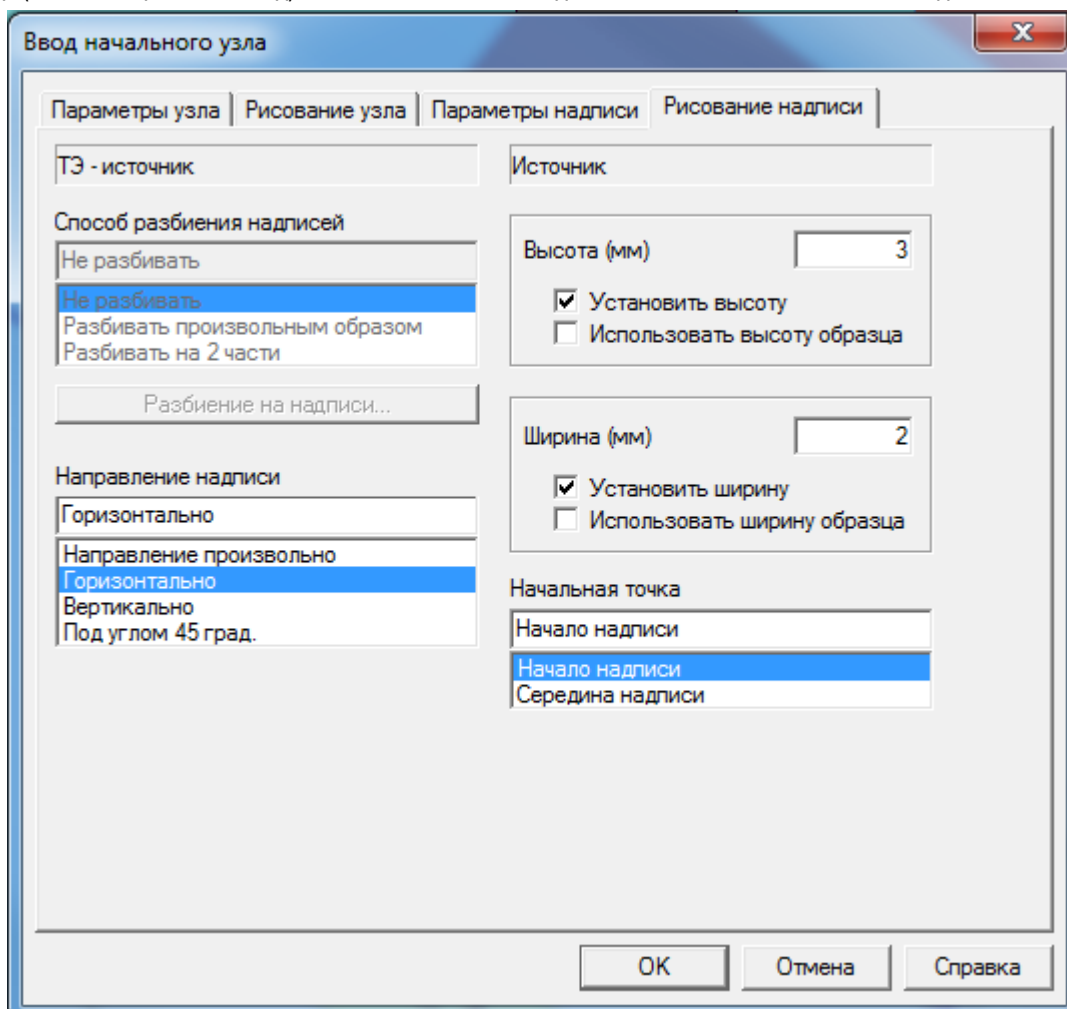 Ввод начального узла
Параметры узла Рисование узла Параметры надписи Рисование надписи
ТЭ - источник
Источник
Способ разбиения надписей
Не разбивать
Не разбивать
Разбивать произвольным образом
Разбивать на 2 части
Разбиение на надписи...
Направление надписи
Горизонтально
Направление произвольно
Горизонтально
Вертикально
Под углом 45 град.
Высота (мм) 3
Установить высоту
Использовать высоту образца
Ширина (мм) 2
Установить ширину
Использовать ширину образца
Начальная точка
Начало надписи
Начало надписи
Середина надписи
OK Отмена Справка